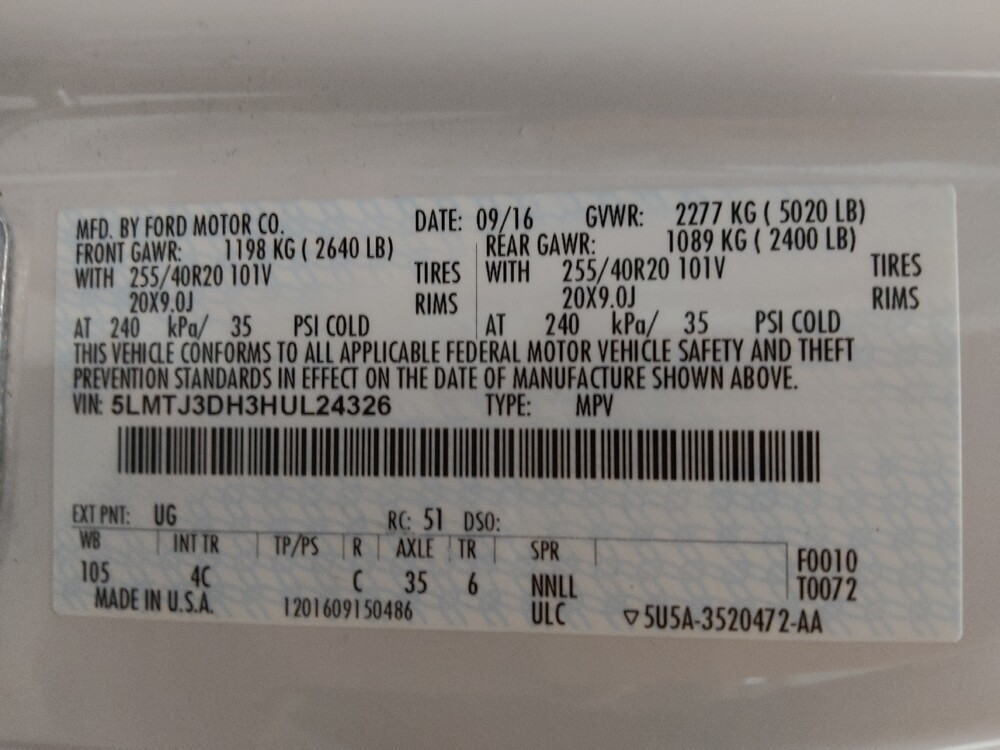 MFD. BY FORD MOTOR CO. DATE: 09/16 GVWR: 2277 KG ( 5020 LB)
FRONT GAWR: 1198 KG ( 2640 LB) REAR GAWR: 1089 KG ( 2400 LB)
WITH 255/40R20 101V TIRES WITH 255/40R20 101V TIRES
20X9.0J RIMS 20X9.0J RIMS
AT 240 kPa/ 35 PSI COLD AT 240 kPa/ 35 PSI COLD
THIS VEHICLE CONFORMS TO ALL APPLICABLE FEDERAL MOTOR VEHICLE SAFETY AND THEFT
PREVENTION STANDARDS IN EFFECT ON THE DATE OF MANUFACTURE SHOWN ABOVE.
VIN: 5LMTJ3DH3HUL24326 TYPE: MPV
EXT PNT: UG RC: 51 DSO:
WB INT TR TP/PS R AXLE TR SPR F0010
105 4C C 35 6 NNLL T0072
MADE IN U.S.A. 1201609150486 ULC ▽5U5A-3520472-AA